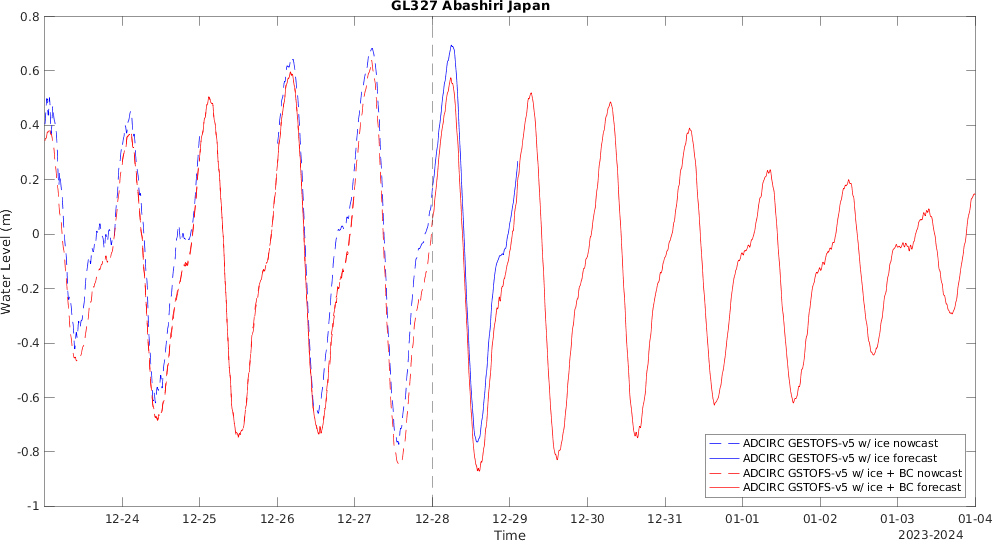 GL327 Abashiri Japan
0.8
0.6
0.4
0.2
0
-0.2
-0.4
-0.6
-0.8
-1
Water Level (m)
ADCIRC GESTOFS-v5 w/ ice nowcast
ADCIRC GESTOFS-v5 w/ ice forecast
ADCIRC GSTOFS-v5 w/ ice + BC nowcast
ADCIRC GSTOFS-v5 w/ ice + BC forecast
12-24 12-25 12-26 12-27 12-28 12-29 12-30 12-31 01-01 01-02 01-03 01-04
Time
2023-2024